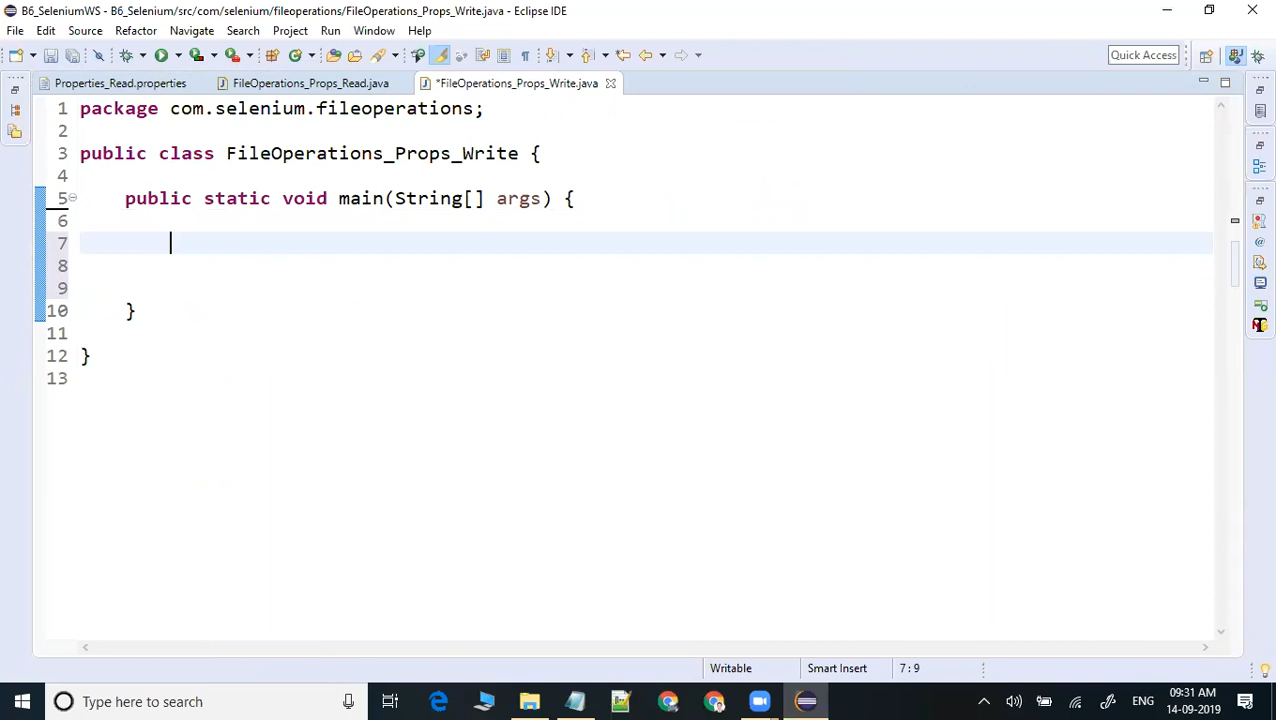 B6_SeleniumWS - B6_Selenium/src/com/selenium/fileoperations/FileOperations_Props_Write.java - Eclipse IDE
File Edit Source Refactor Navigate Search Project Run Window Help
Quick Access
Properties_Read.properties FileOperations_Props_Read.java *FileOperations_Props_Write.java
1 package com.selenium.fileoperations;
2
3 public class FileOperations_Props_Write {
4
5 public static void main(String[] args) {
6
7
8
9
10 }
11
12 }
13
Writable Smart Insert 7 : 9
Type here to search
ENG
09:31 AM
14-09-2019